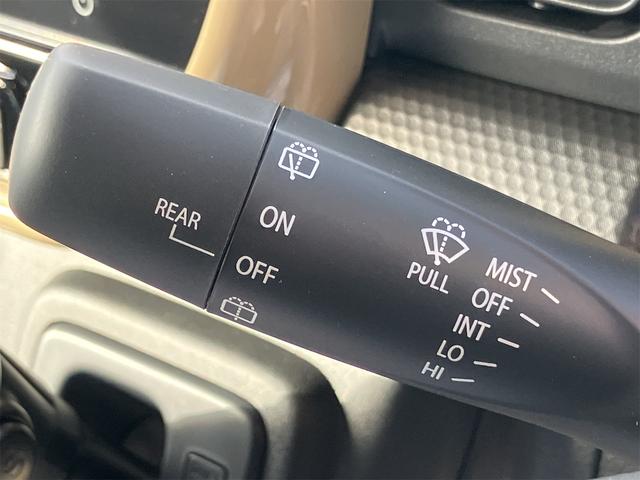 REAR
ON
OFF
PULL
MIST
OFF
INT
LO
HI